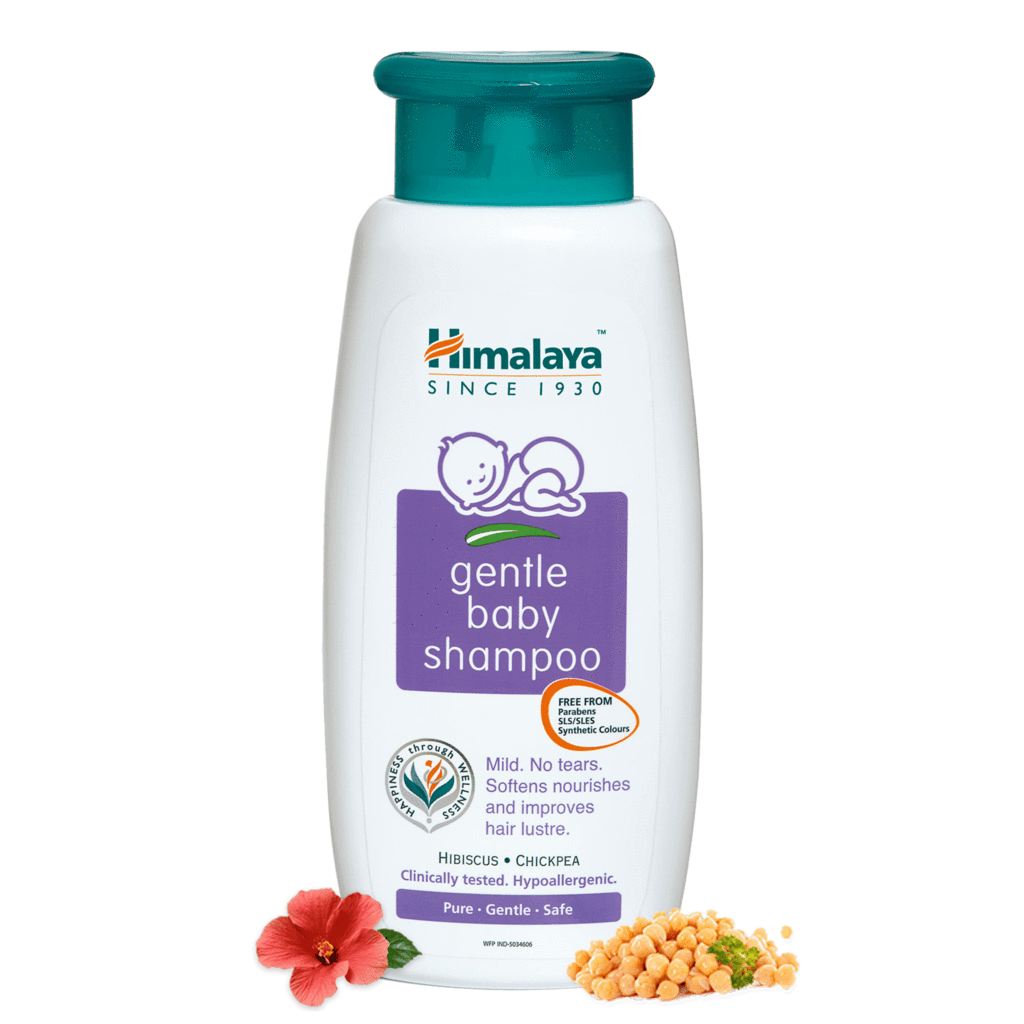 Himalaya™
SINCE 1930
gentle
baby
shampoo
FREE FROM
Parabens
SLS/SLES
Synthetic Colours
HAPPINESS through WELLNESS
Mild. No tears.
Softens nourishes
and improves
hair lustre.
HIBISCUS • CHICKPEA
Clinically tested. Hypoallergenic.
Pure · Gentle · Safe
WFP IND-5034606